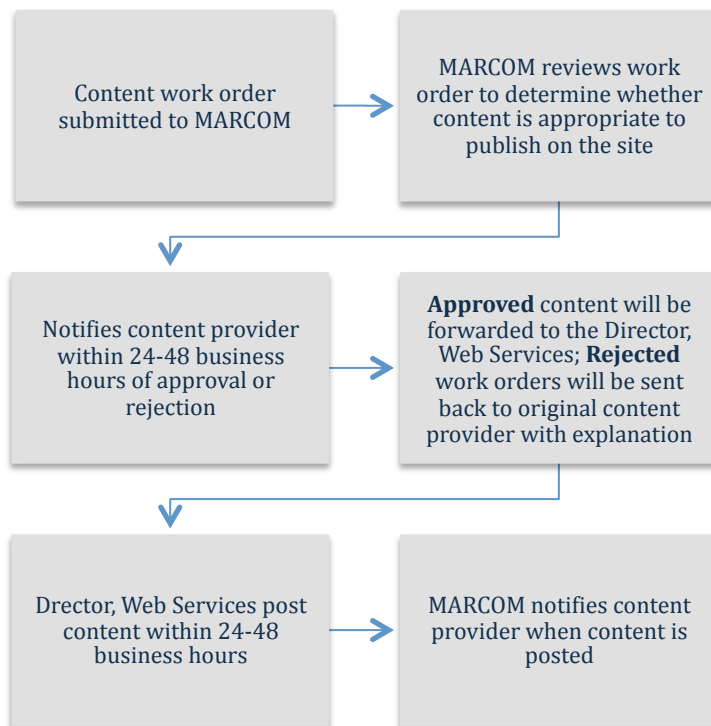 Content work order
submitted to MARCOM
MARCOM reviews work
order to determine whether
content is appropriate to
publish on the site
Notifies content provider
within 24-48 business
hours of approval or
rejection
Approved content will be
forwarded to the Director,
Web Services; Rejected
work orders will be sent
back to original content
provider with explanation
Drector, Web Services post
content within 24-48
business hours
MARCOM notifies content
provider when content is
posted